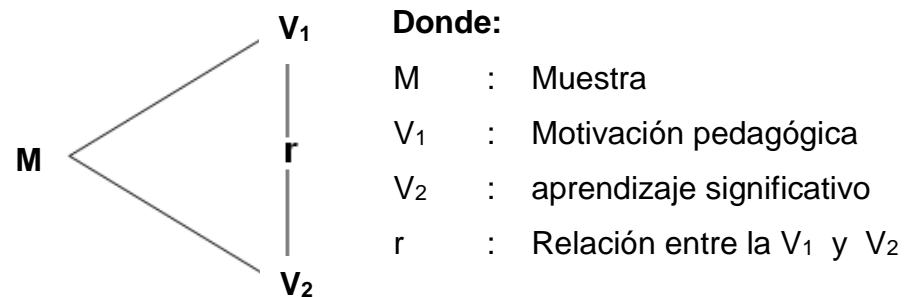 V₁
M
r
V₂
Donde:
M : Muestra
V₁ : Motivación pedagógica
V₂ : aprendizaje significativo
r : Relación entre la V₁ y V₂